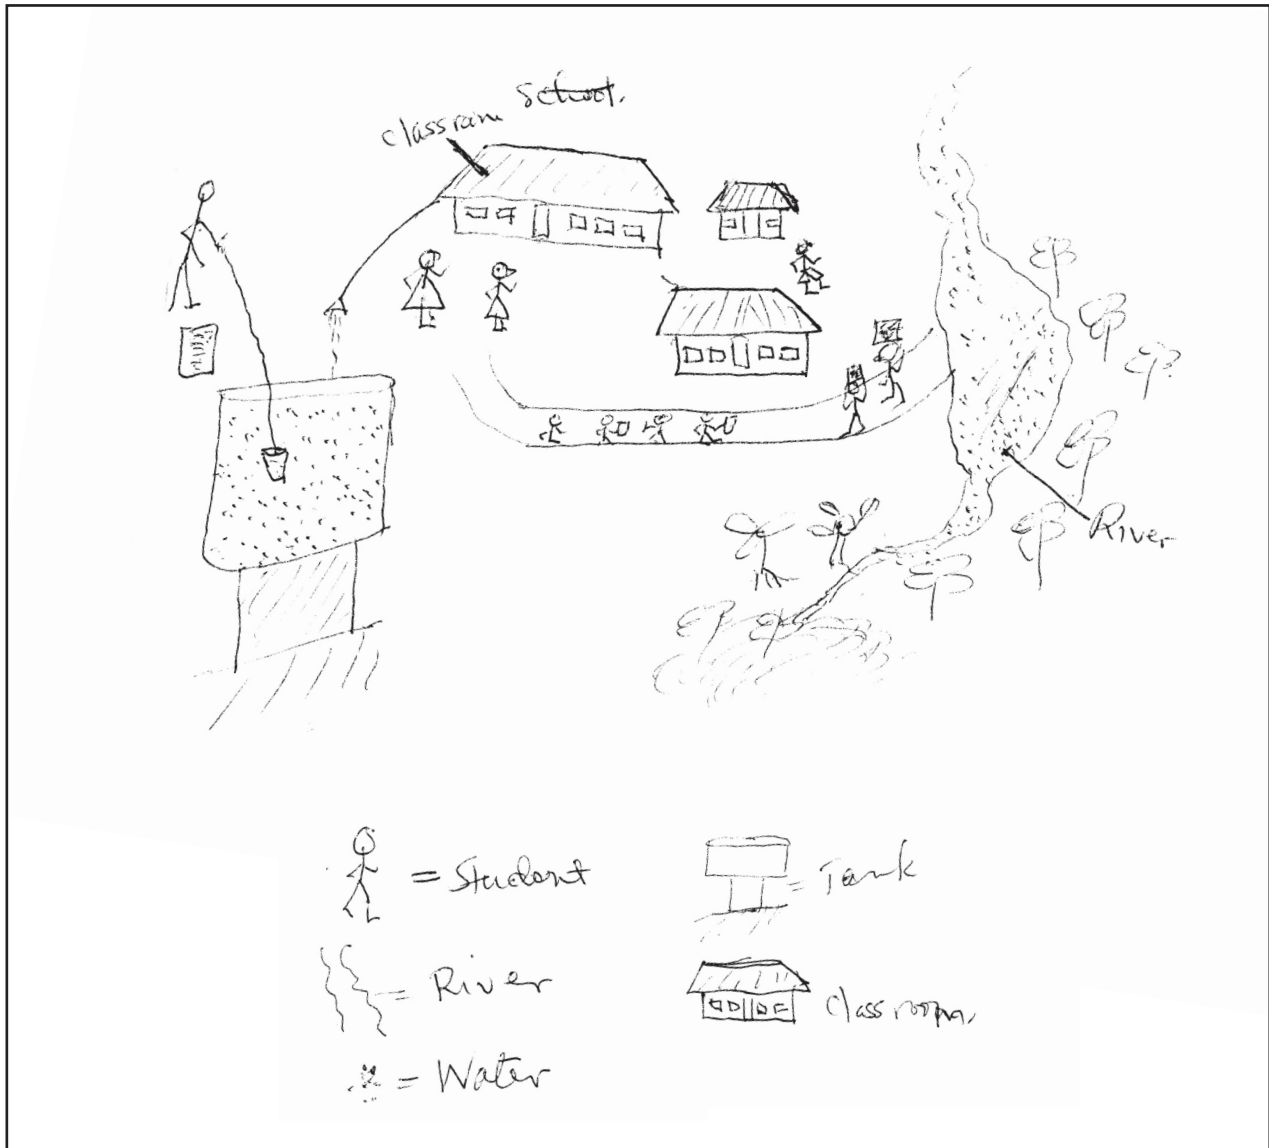 School.
classroom
River
= Student
= Tank
= River
classroom,
= Water